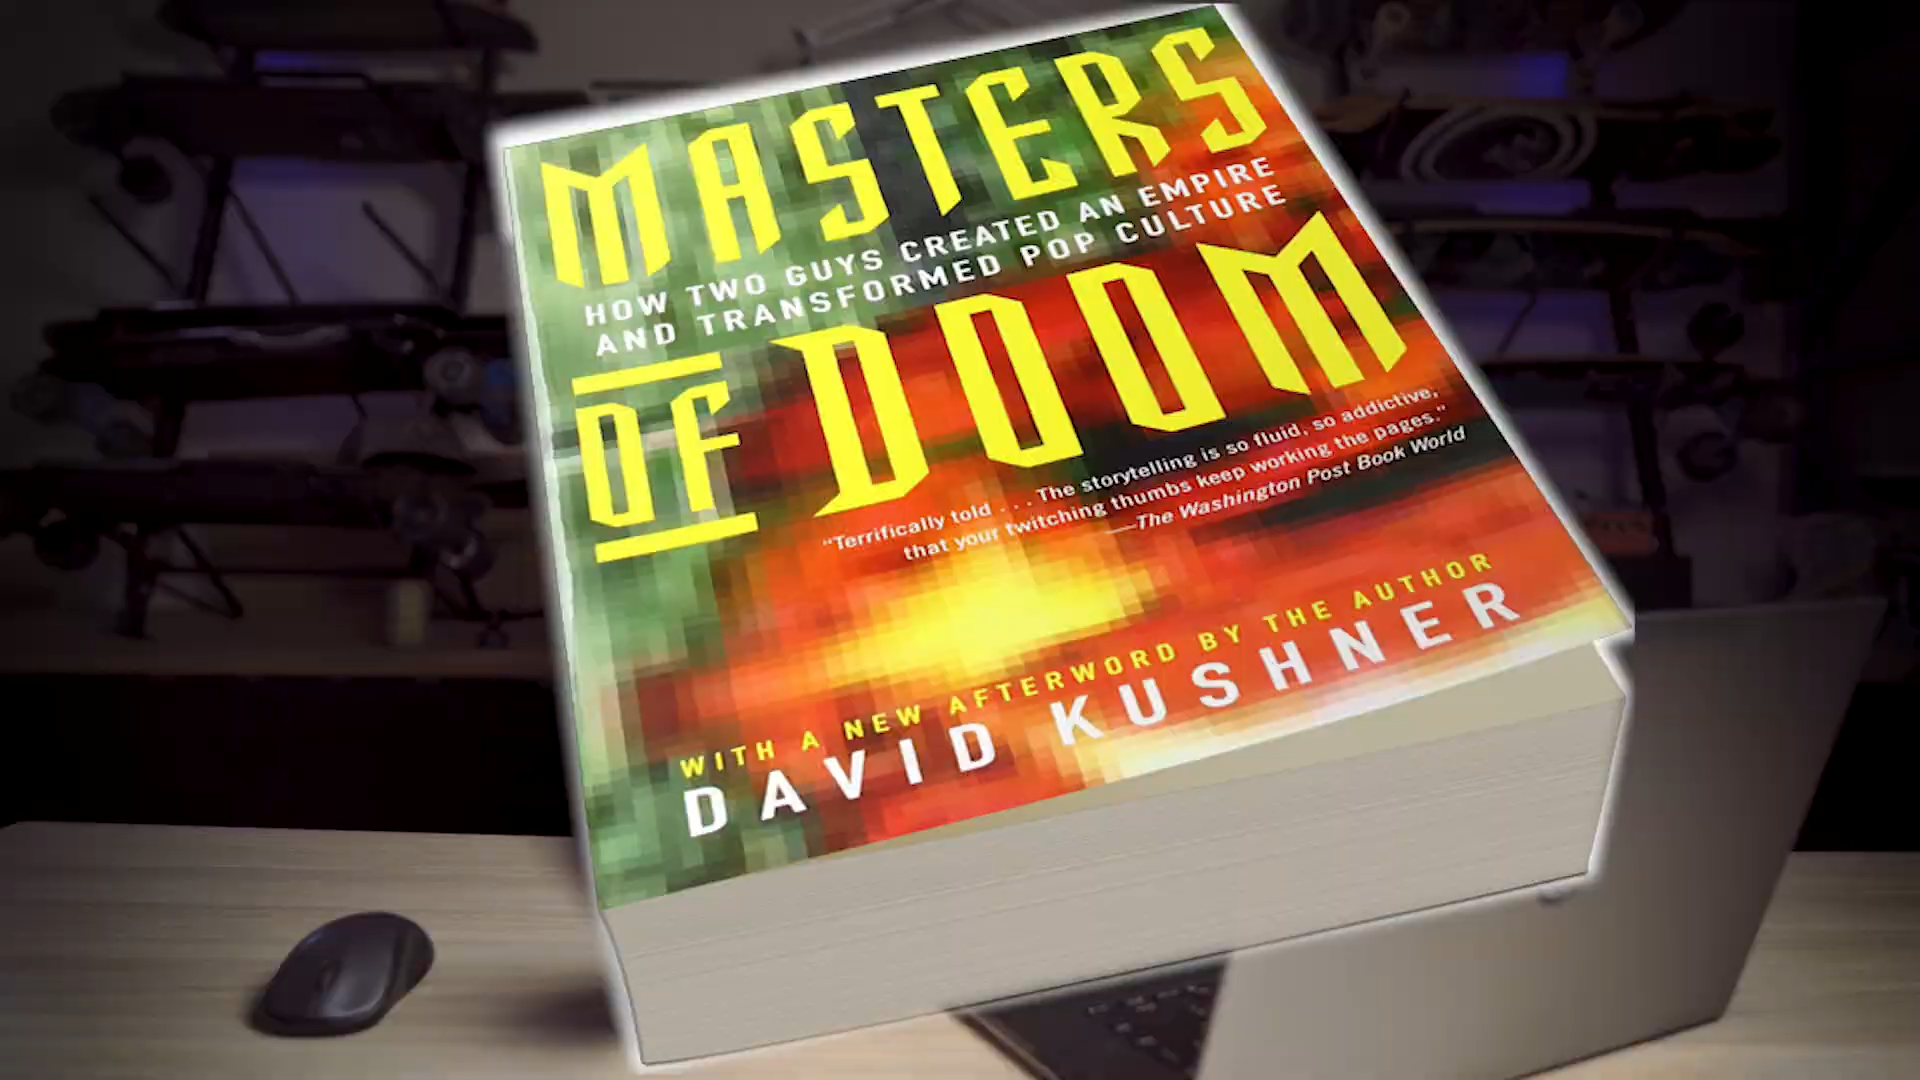 MASTERS
HOW TWO GUYS CREATED AN EMPIRE
AND TRANSFORMED POP CULTURE
OF DOOM
“Terrifically told . . . The storytelling is so fluid, so addictive,
that your twitching thumbs keep working the pages.”
—The Washington Post Book World
WITH A NEW AFTERWORD BY THE AUTHOR
DAVID KUSHNER